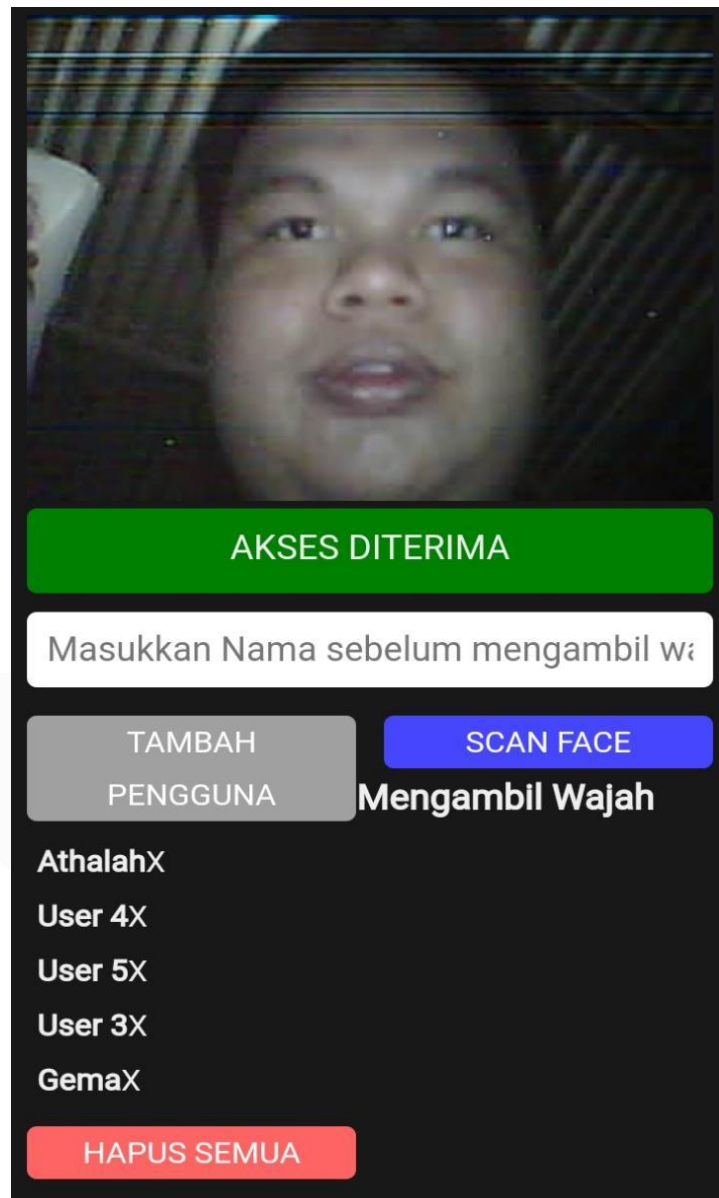 AKSES DITERIMA
Masukkan Nama sebelum mengambil
TAMBAH
PENGGUNA
SCAN FACE
Mengambil Wajah
AthalahX
User 4X
User 5X
User 3X
GemaX
HAPUS SEMUA